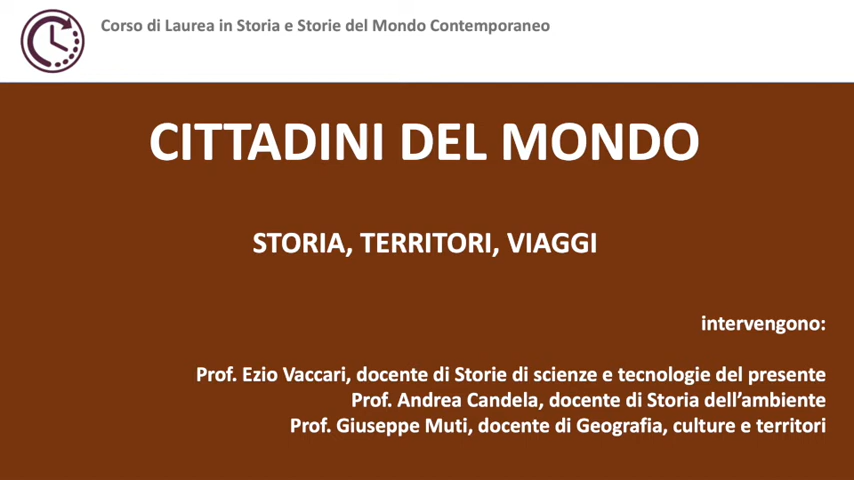 Corso di Laurea in Storia e Storie del Mondo Contemporaneo
CITTADINI DEL MONDO
STORIA, TERRITORI, VIAGGI
intervengono:
Prof. Ezio Vaccari, docente di Storie di scienze e tecnologie del presente
Prof. Andrea Candela, docente di Storia dell’ambiente
Prof. Giuseppe Muti, docente di Geografia, culture e territori